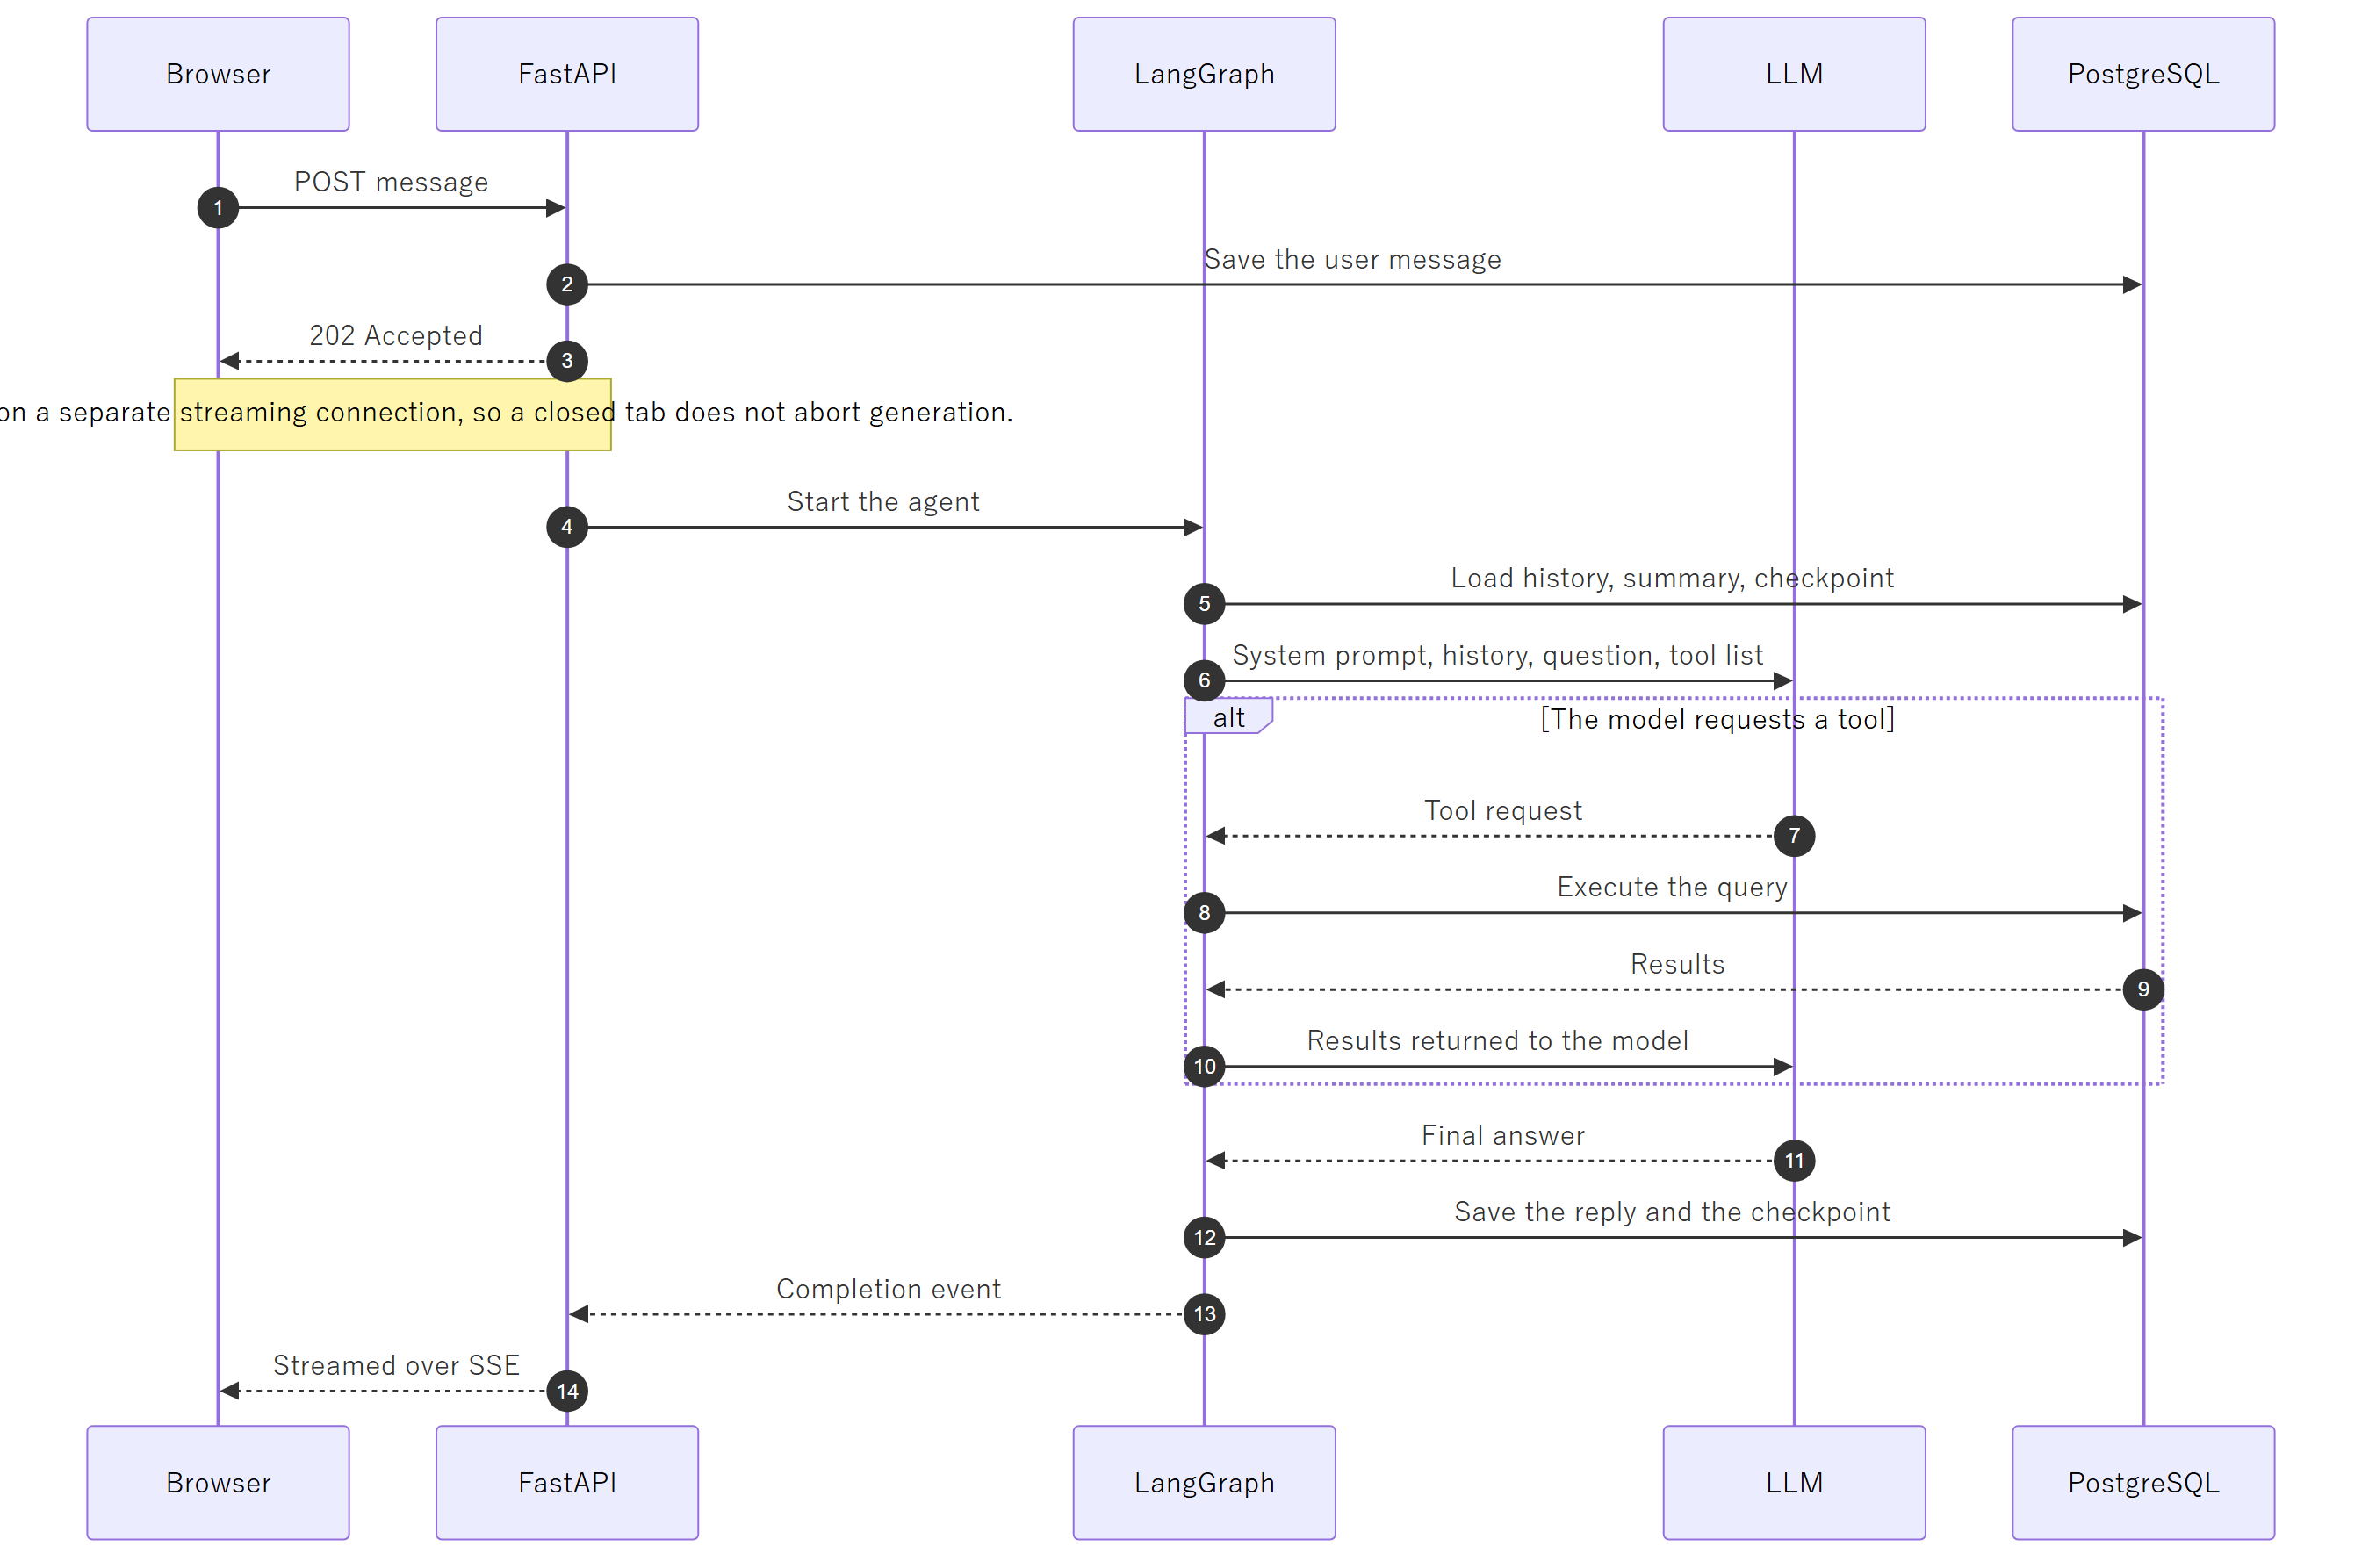 Browser
FastAPI
LangGraph
LLM
PostgreSQL
POST message
1
Save the user message
2
202 Accepted
3
on a separate streaming connection, so a closed tab does not abort generation.
Start the agent
4
Load history, summary, checkpoint
5
System prompt, history, question, tool list
6
alt
[The model requests a tool]
Tool request
7
Execute the query
8
Results
9
Results returned to the model
10
Final answer
11
Save the reply and the checkpoint
12
Completion event
13
Streamed over SSE
14
Browser
FastAPI
LangGraph
LLM
PostgreSQL